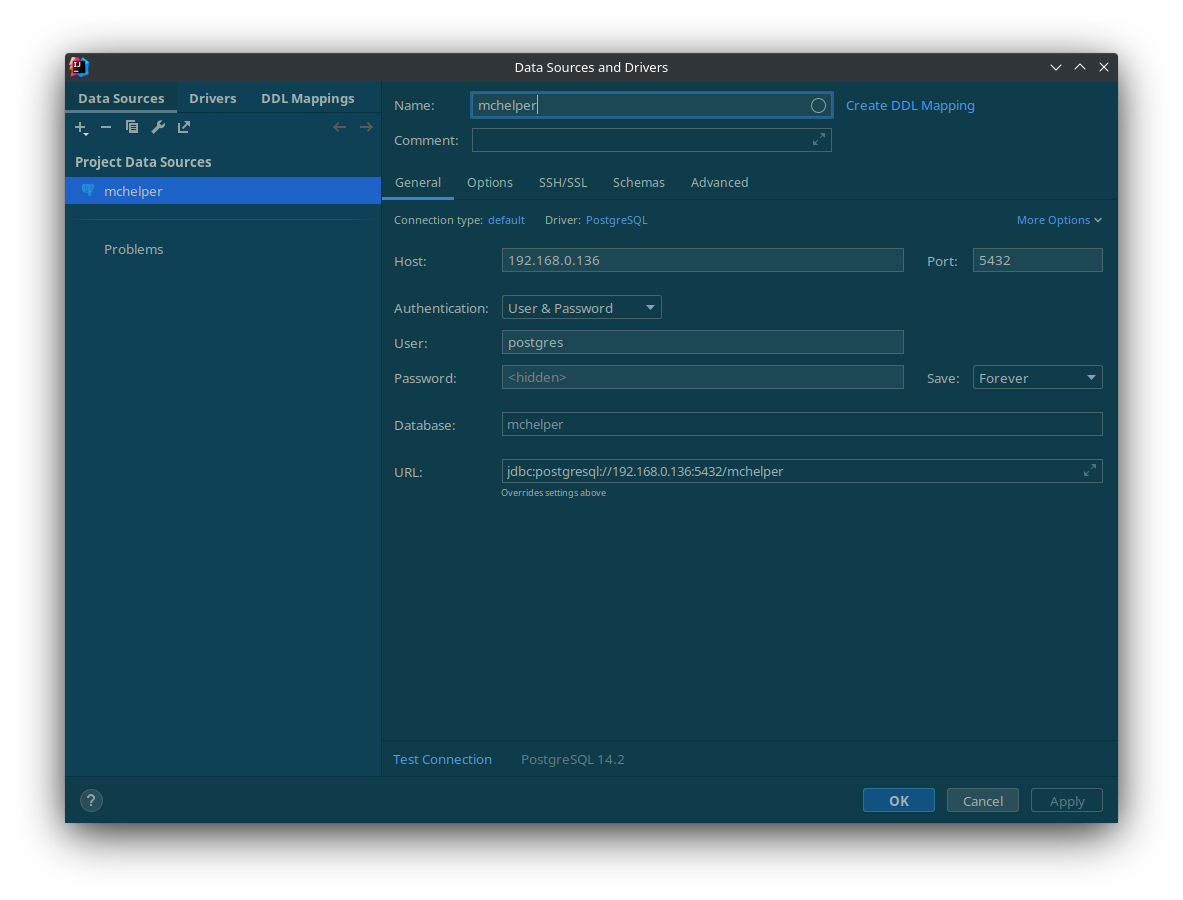 Data Sources and Drivers
Data Sources Drivers DDL Mappings
Project Data Sources
mchelper
Problems
Name: mchelper Create DDL Mapping
Comment:
General Options SSH/SSL Schemas Advanced
Connection type: default Driver: PostgreSQL More Options
Host: 192.168.0.136 Port: 5432
Authentication: User & Password
User: postgres
Password: <hidden> Save: Forever
Database: mchelper
URL: jdbc:postgresql://192.168.0.136:5432/mchelper
Overrides settings above
Test Connection PostgreSQL 14.2
? OK Cancel Apply